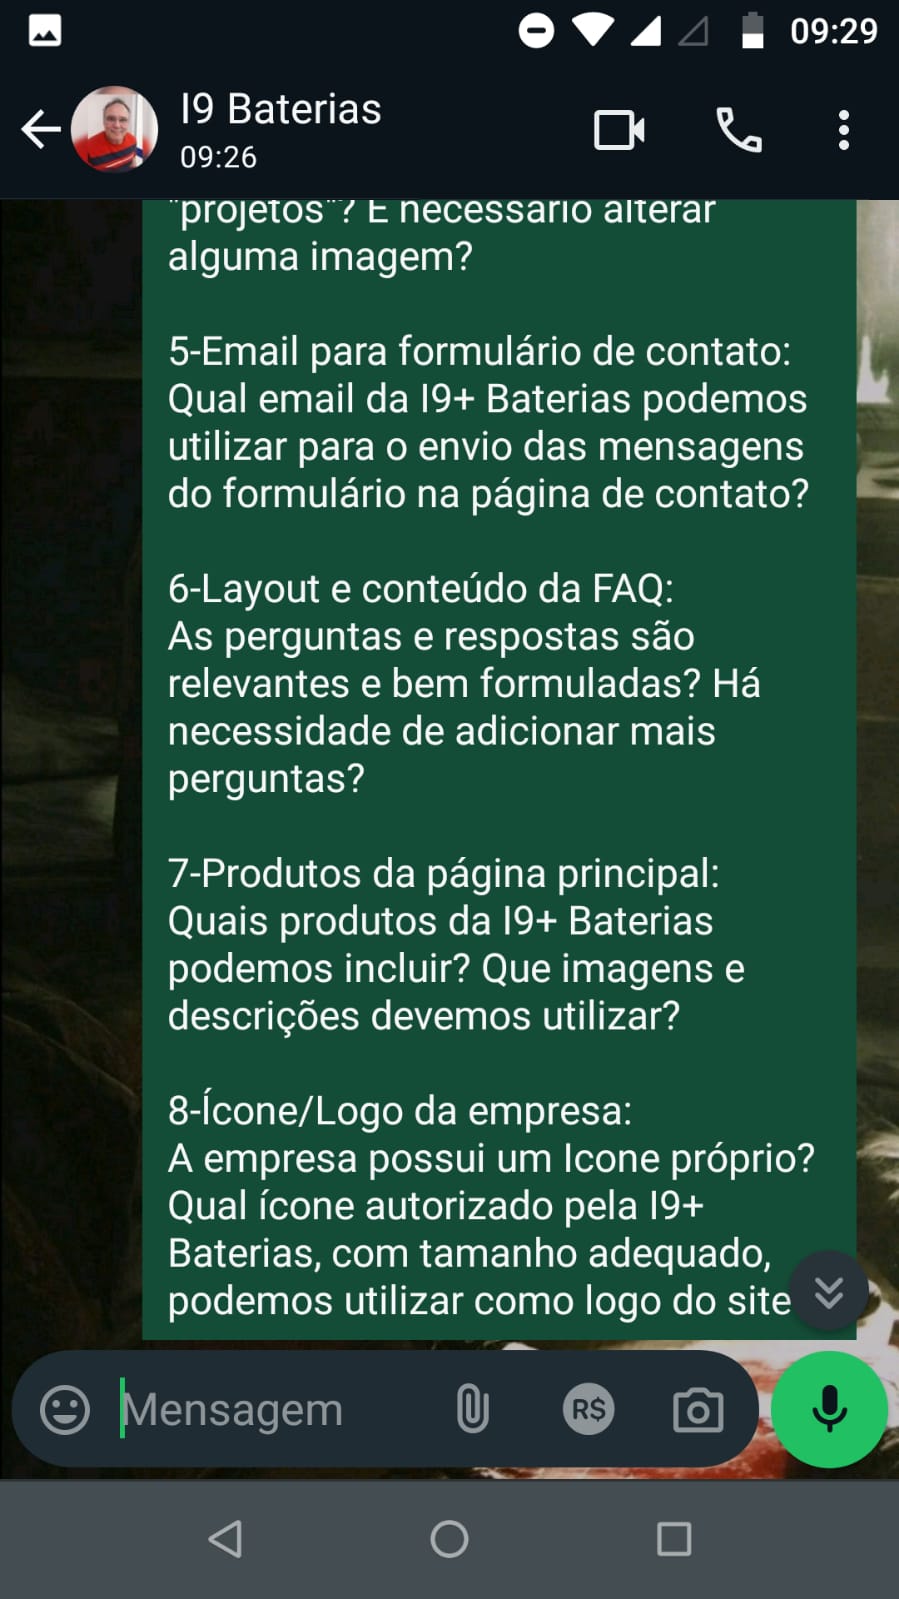 09:29
I9 Baterias
09:26
"projetos"? É necessário alterar
alguma imagem?
5-Email para formulário de contato:
Qual email da I9+ Baterias podemos
utilizar para o envio das mensagens
do formulário na página de contato?
6-Layout e conteúdo da FAQ:
As perguntas e respostas são
relevantes e bem formuladas? Há
necessidade de adicionar mais
perguntas?
7-Produtos da página principal:
Quais produtos da I9+ Baterias
podemos incluir? Que imagens e
descrições devemos utilizar?
8-Ícone/Logo da empresa:
A empresa possui um Icone próprio?
Qual ícone autorizado pela I9+
Baterias, com tamanho adequado,
podemos utilizar como logo do site
Mensagem
R$